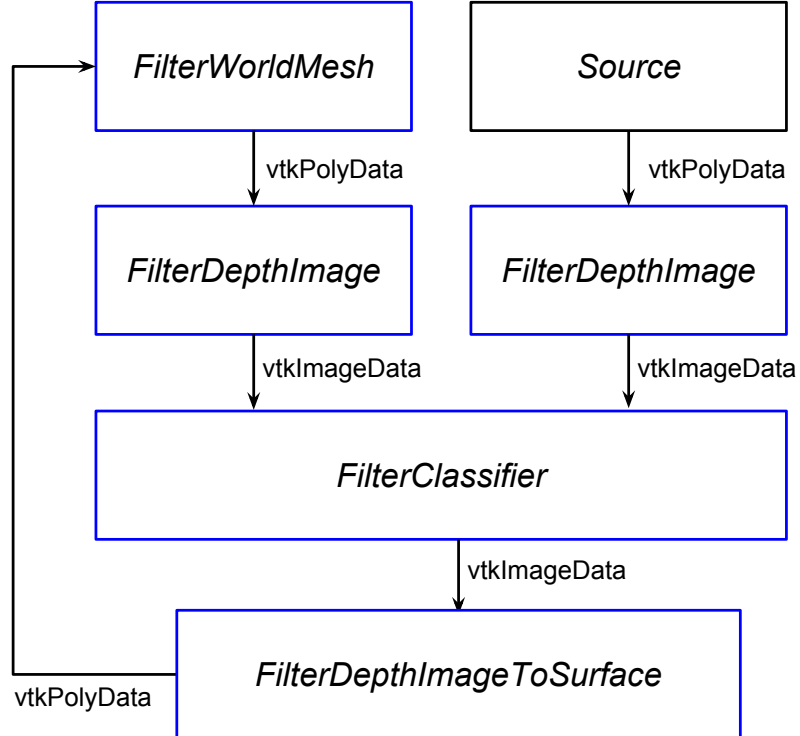 FilterWorldMesh
Source
vtkPolyData
vtkPolyData
FilterDepthImage
FilterDepthImage
vtkImageData
vtkImageData
FilterClassifier
vtkImageData
FilterDepthImageToSurface
vtkPolyData